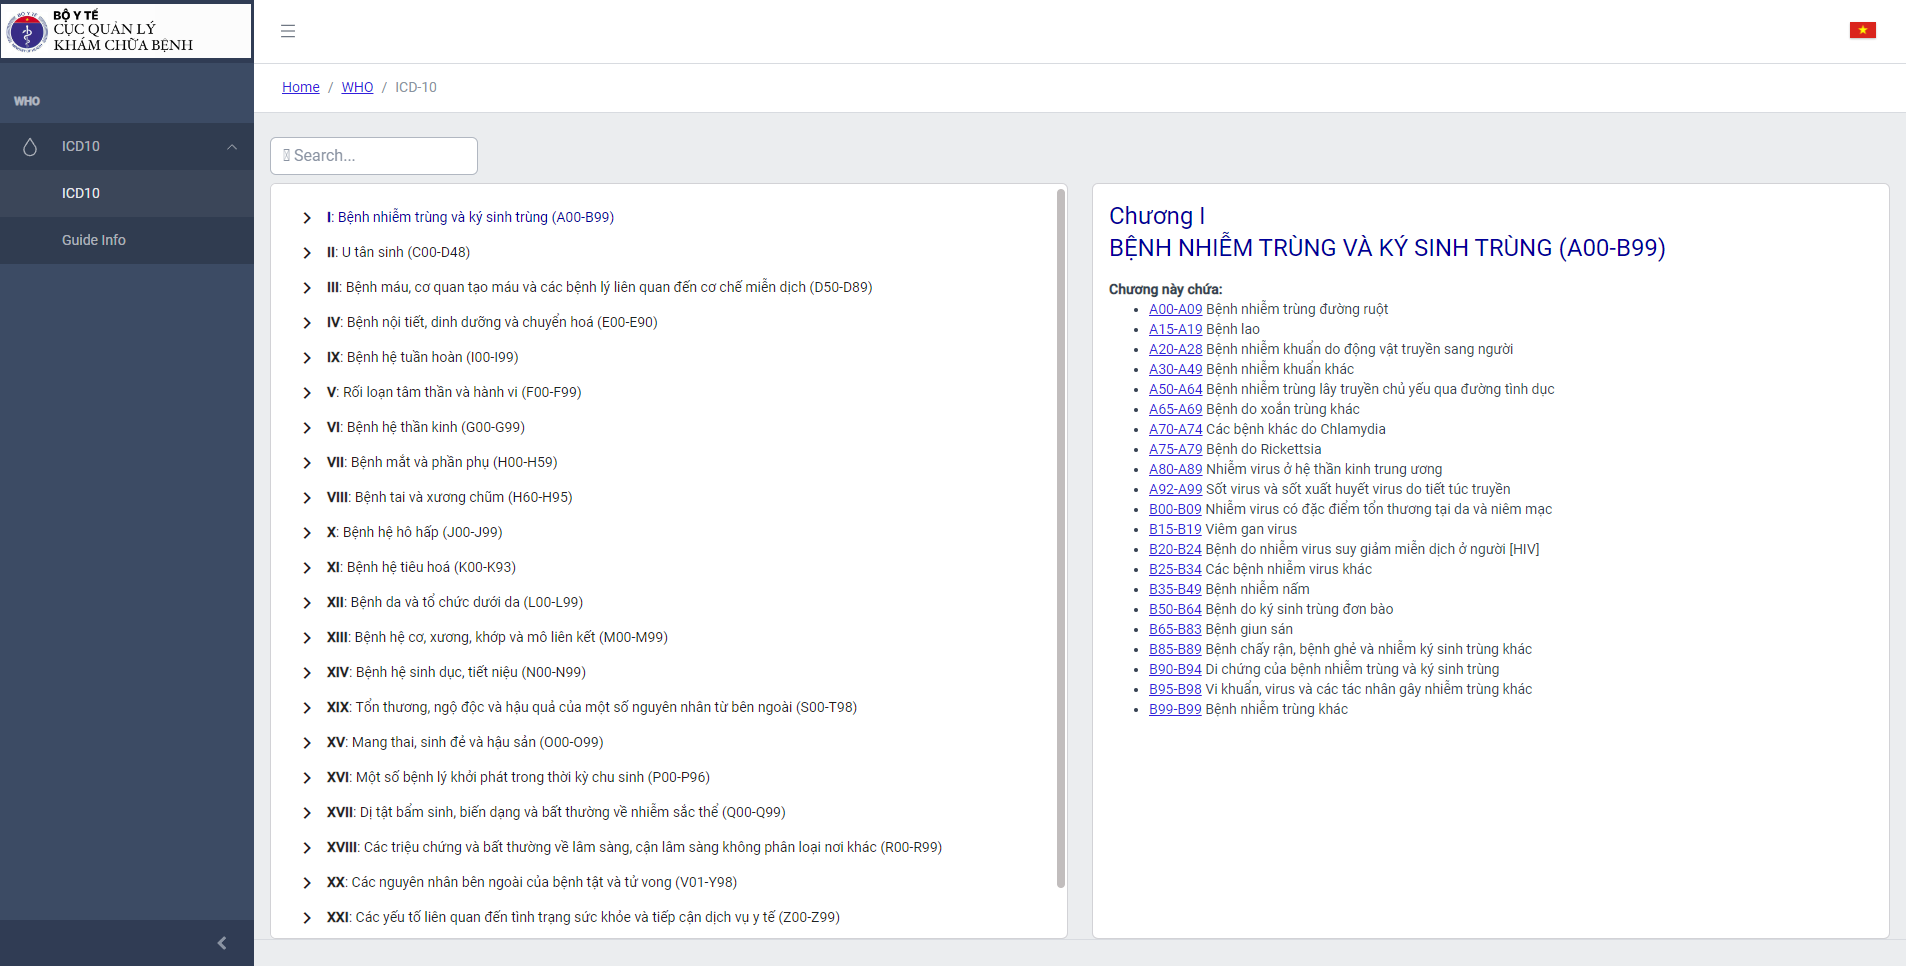 BỘ Y TẾ
CỤC QUẢN LÝ
KHÁM CHỮA BỆNH
WHO
ICD10
ICD10
Guide Info
Home / WHO / ICD-10
Search...
I: Bệnh nhiễm trùng và ký sinh trùng (A00-B99)
II: U tân sinh (C00-D48)
III: Bệnh máu, cơ quan tạo máu và các bệnh lý liên quan đến cơ chế miễn dịch (D50-D89)
IV: Bệnh nội tiết, dinh dưỡng và chuyển hoá (E00-E90)
IX: Bệnh hệ tuần hoàn (I00-I99)
V: Rối loạn tâm thần và hành vi (F00-F99)
VI: Bệnh hệ thần kinh (G00-G99)
VII: Bệnh mắt và phần phụ (H00-H59)
VIII: Bệnh tai và xương chũm (H60-H95)
X: Bệnh hệ hô hấp (J00-J99)
XI: Bệnh hệ tiêu hoá (K00-K93)
XII: Bệnh da và tổ chức dưới da (L00-L99)
XIII: Bệnh hệ cơ, xương, khớp và mô liên kết (M00-M99)
XIV: Bệnh hệ sinh dục, tiết niệu (N00-N99)
XIX: Tổn thương, ngộ độc và hậu quả của một số nguyên nhân từ bên ngoài (S00-T98)
XV: Mang thai, sinh đẻ và hậu sản (O00-O99)
XVI: Một số bệnh lý khởi phát trong thời kỳ chu sinh (P00-P96)
XVII: Dị tật bẩm sinh, biến dạng và bất thường về nhiễm sắc thể (Q00-Q99)
XVIII: Các triệu chứng và bất thường về lâm sàng, cận lâm sàng không phân loại nơi khác (R00-R99)
XX: Các nguyên nhân bên ngoài của bệnh tật và tử vong (V01-Y98)
XXI: Các yếu tố liên quan đến tình trạng sức khỏe và tiếp cận dịch vụ y tế (Z00-Z99)
Chương I
BỆNH NHIỄM TRÙNG VÀ KÝ SINH TRÙNG (A00-B99)
Chương này chứa:
A00-A09 Bệnh nhiễm trùng đường ruột
A15-A19 Bệnh lao
A20-A28 Bệnh nhiễm khuẩn do động vật truyền sang người
A30-A49 Bệnh nhiễm khuẩn khác
A50-A64 Bệnh nhiễm trùng lây truyền chủ yếu qua đường tình dục
A65-A69 Bệnh do xoắn trùng khác
A70-A74 Các bệnh khác do Chlamydia
A75-A79 Bệnh do Rickettsia
A80-A89 Nhiễm virus ở hệ thần kinh trung ương
A92-A99 Sốt virus và sốt xuất huyết virus do tiết túc truyền
B00-B09 Nhiễm virus có đặc điểm tổn thương tại da và niêm mạc
B15-B19 Viêm gan virus
B20-B24 Bệnh do nhiễm virus suy giảm miễn dịch ở người [HIV]
B25-B34 Các bệnh nhiễm virus khác
B35-B49 Bệnh nhiễm nấm
B50-B64 Bệnh do ký sinh trùng đơn bào
B65-B83 Bệnh giun sán
B85-B89 Bệnh chấy rận, bệnh ghẻ và nhiễm ký sinh trùng khác
B90-B94 Di chứng của bệnh nhiễm trùng và ký sinh trùng
B95-B98 Vi khuẩn, virus và các tác nhân gây nhiễm trùng khác
B99-B99 Bệnh nhiễm trùng khác